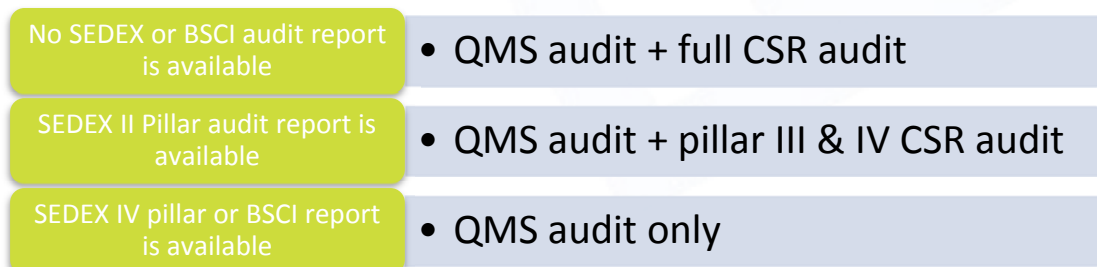 No SEDEX or BSCI audit report
is available
• QMS audit + full CSR audit
SEDEX II Pillar audit report is
available
• QMS audit + pillar III & IV CSR audit
SEDEX IV pillar or BSCI report
is available
• QMS audit only